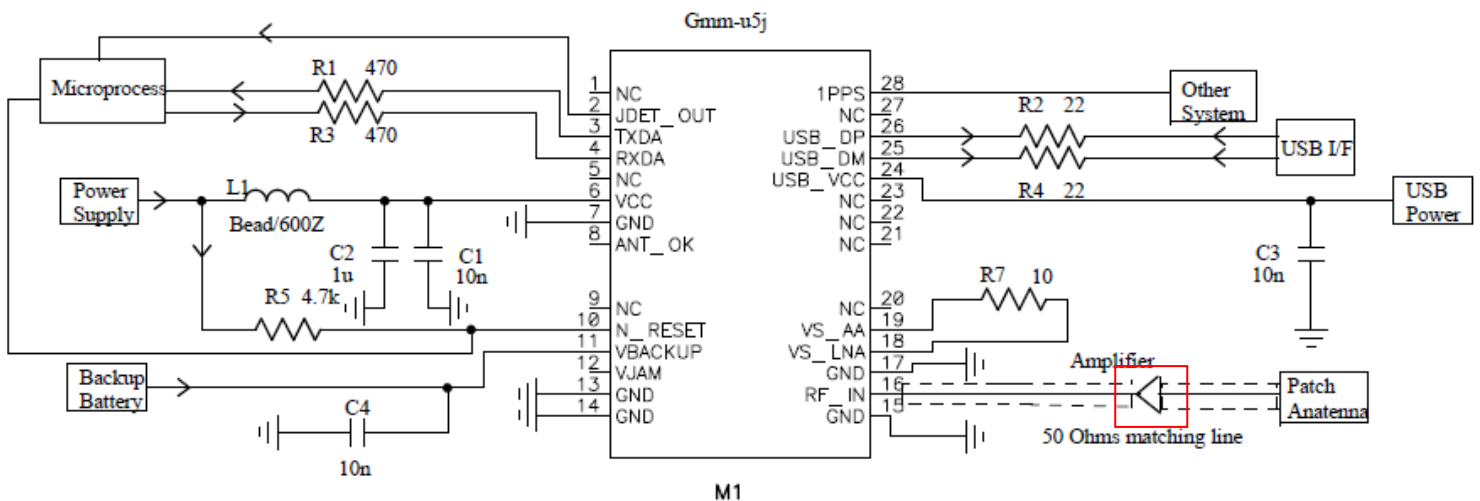 Gmm-u5j
Microprocess
R1 470
R3 470
Power
Supply
L1
Bead/600Z
C2
1u
C1
10n
R5 4.7k
Backup
Battery
C4
10n
1 NC
2 JDET_OUT
3 TXDA
4 RXDA
5 NC
6 VCC
7 GND
8 ANT_OK
9 NC
10 N_RESET
11 VBACKUP
12 VJAM
13 GND
14 GND
1PPS 28
NC 27
USB_DP 26
USB_DM 25
USB_VCC 24
NC 23
NC 22
NC 21
NC 20
VS_AA 19
VS_LNA 18
GND 17
RF_IN 16
GND 15
Other
System
R2 22
USB I/F
R4 22
USB
Power
C3
10n
R7 10
Amplifier
Patch
Anatenna
50 Ohms matching line
M1